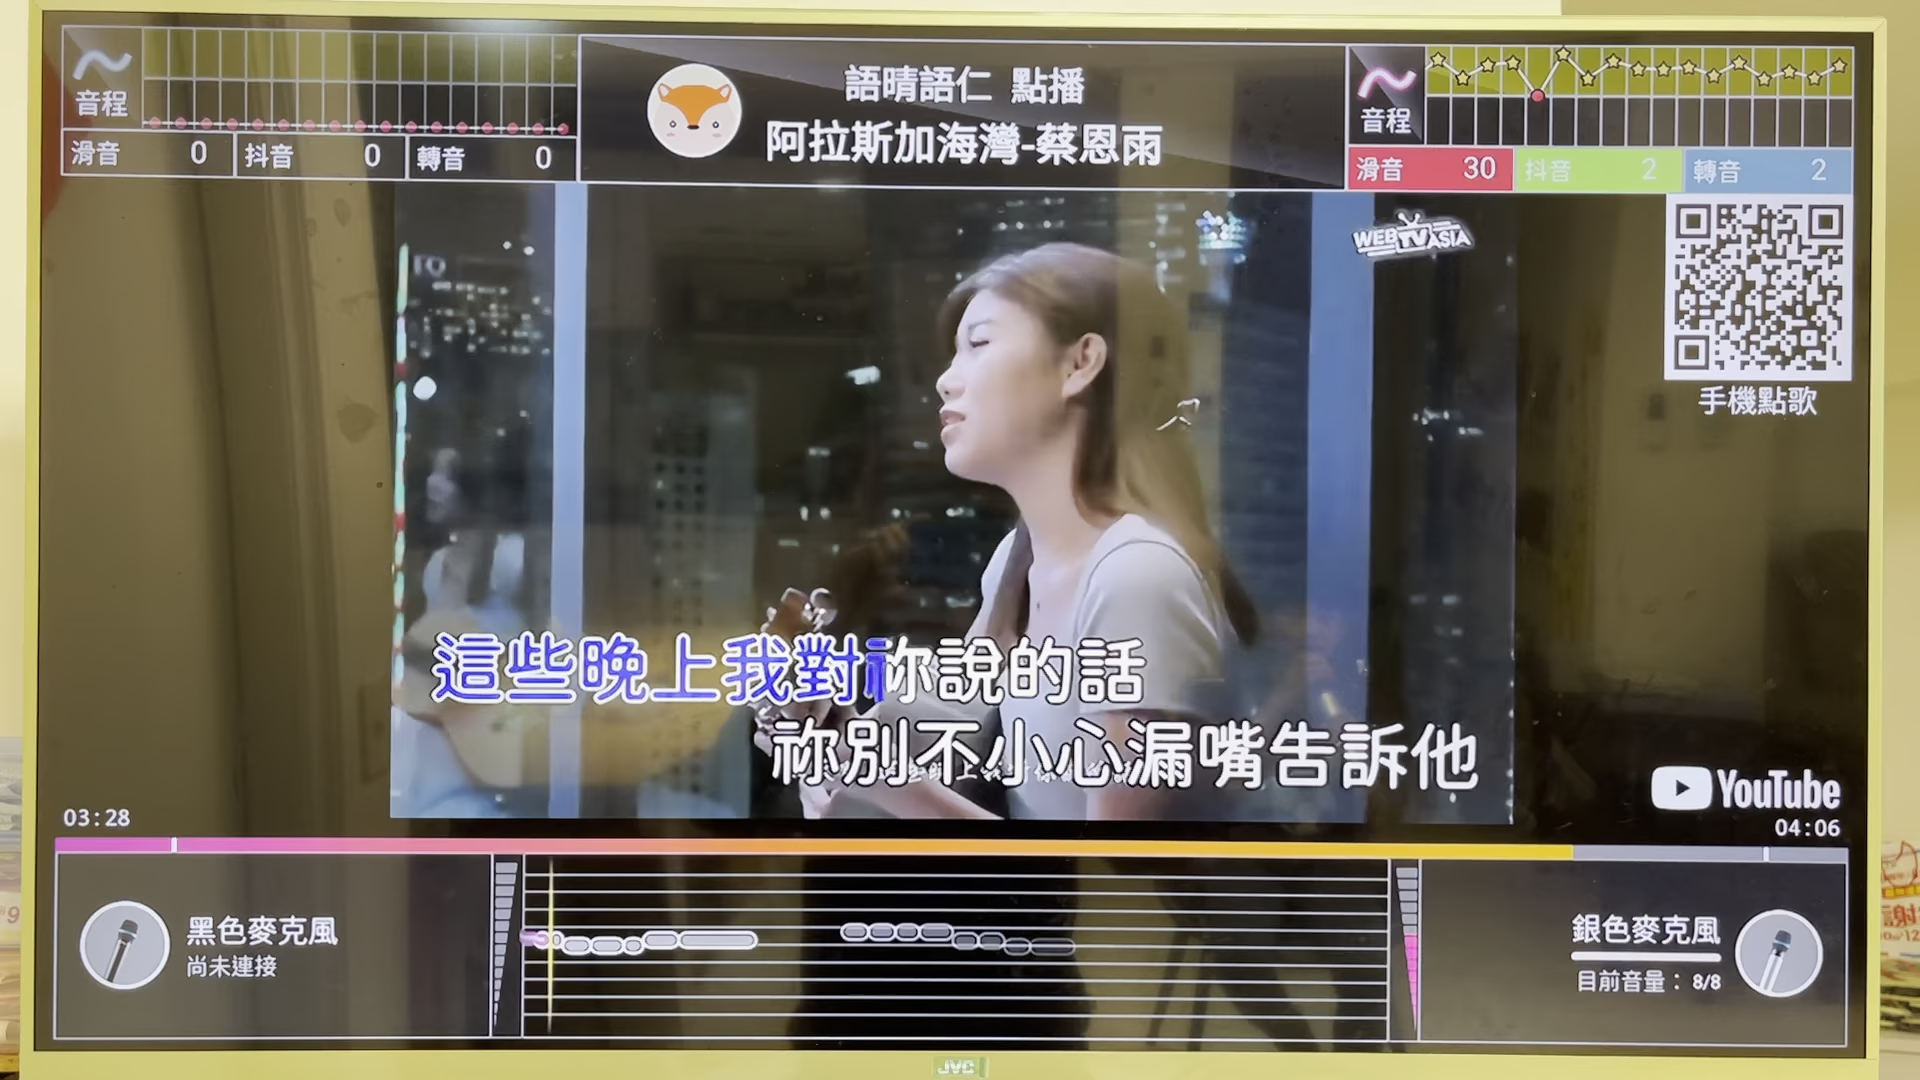 音程
滑音 0 抖音 0 轉音 0
語晴語仁 點播
阿拉斯加海灣-蔡恩雨
音程
滑音 30 抖音 2 轉音 2
WEBTVASIA
手機點歌
這些晚上我對祢說的話
祢別不小心漏嘴告訴他
YouTube
03:28
04:06
黑色麥克風
尚未連接
銀色麥克風
目前音量：8/8
JVC